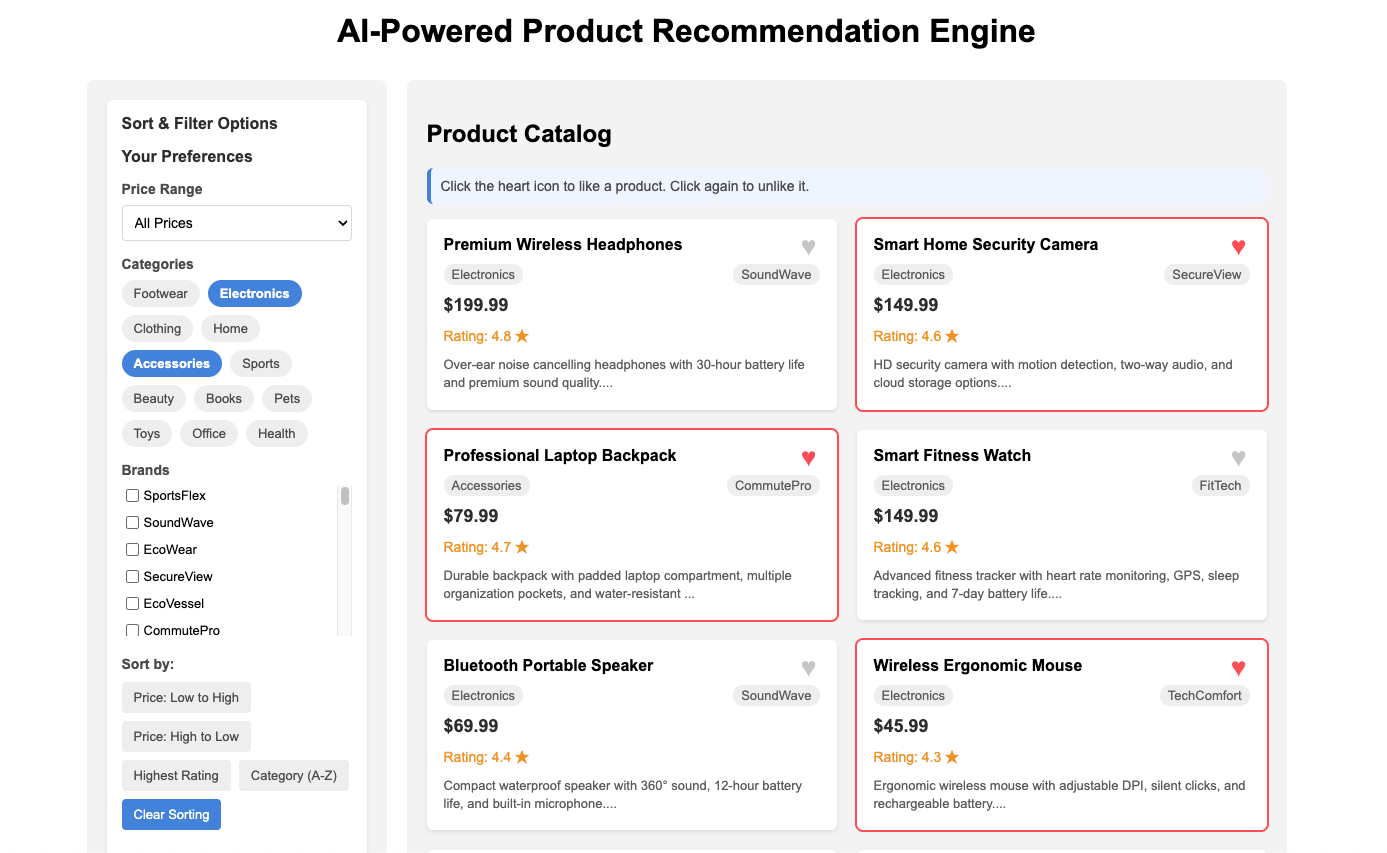 AI-Powered Product Recommendation Engine
Sort & Filter Options
Your Preferences
Price Range
All Prices
Categories
Footwear
Electronics
Clothing
Home
Accessories
Sports
Beauty
Books
Pets
Toys
Office
Health
Brands
SportsFlex
SoundWave
EcoWear
SecureView
EcoVessel
CommutePro
Sort by:
Price: Low to High
Price: High to Low
Highest Rating
Category (A-Z)
Clear Sorting
Product Catalog
Click the heart icon to like a product. Click again to unlike it.
Premium Wireless Headphones
Electronics
SoundWave
$199.99
Rating: 4.8 ★
Over-ear noise cancelling headphones with 30-hour battery life
and premium sound quality....
Smart Home Security Camera
Electronics
SecureView
$149.99
Rating: 4.6 ★
HD security camera with motion detection, two-way audio, and
cloud storage options....
Professional Laptop Backpack
Accessories
CommutePro
$79.99
Rating: 4.7 ★
Durable backpack with padded laptop compartment, multiple
organization pockets, and water-resistant ...
Smart Fitness Watch
Electronics
FitTech
$149.99
Rating: 4.6 ★
Advanced fitness tracker with heart rate monitoring, GPS, sleep
tracking, and 7-day battery life....
Bluetooth Portable Speaker
Electronics
SoundWave
$69.99
Rating: 4.4 ★
Compact waterproof speaker with 360° sound, 12-hour battery
life, and built-in microphone....
Wireless Ergonomic Mouse
Electronics
TechComfort
$45.99
Rating: 4.3 ★
Ergonomic wireless mouse with adjustable DPI, silent clicks, and
rechargeable battery....